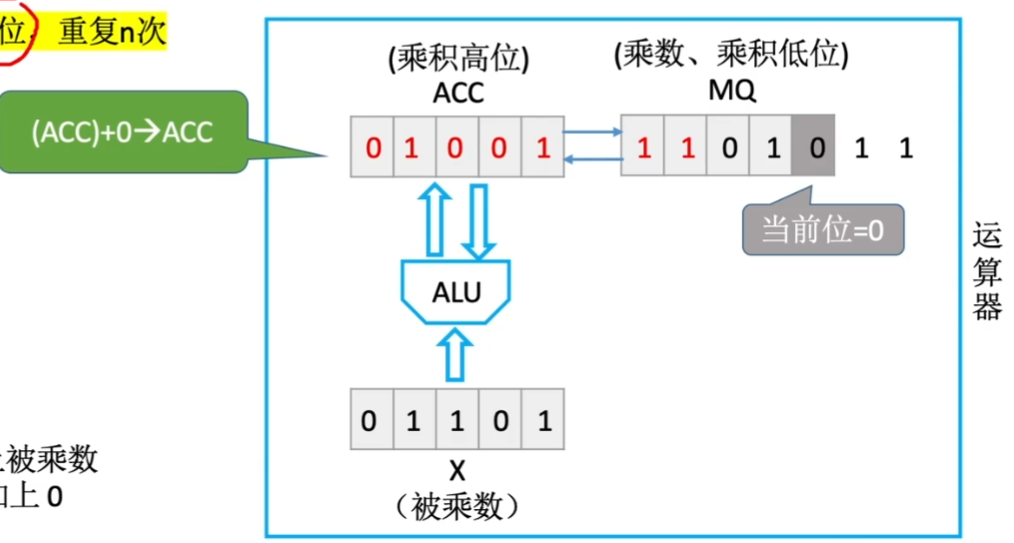 位，重复n次
(ACC)+0→ACC
(乘积高位)
ACC
(乘数、乘积低位)
MQ
0 1 0 0 1
1 1 0 1 0 1 1
当前位=0
ALU
0 1 1 0 1
X
（被乘数）
运算器
上被乘数
上 0